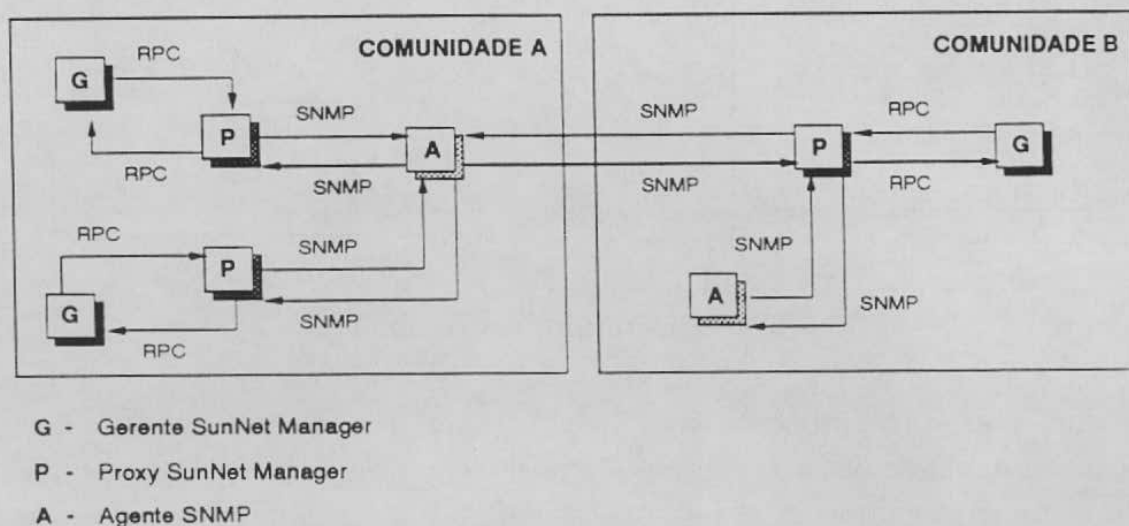 COMUNIDADE A
RPC
G
SNMP
P
A
RPC
SNMP
RPC
SNMP
P
G
SNMP
RPC
COMUNIDADE B
SNMP
RPC
P
G
SNMP
RPC
SNMP
A
SNMP
G - Gerente SunNet Manager
P - Proxy SunNet Manager
A - Agente SNMP